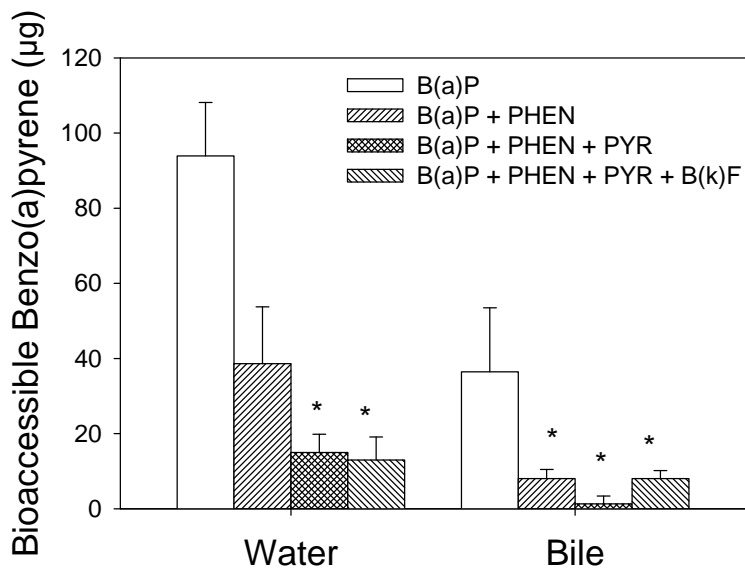 Bioaccessible Benzo(a)pyrene (µg)
120
100
80
60
40
20
0
B(a)P
B(a)P + PHEN
B(a)P + PHEN + PYR
B(a)P + PHEN + PYR + B(k)F
* *
* * *
Water Bile